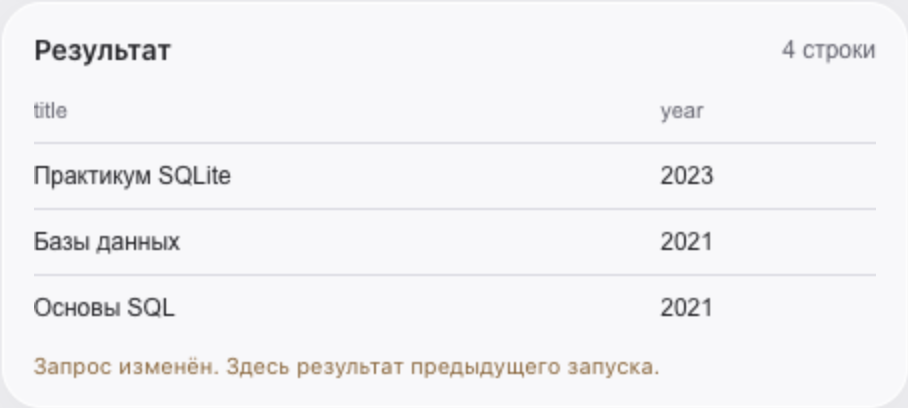 Результат 4 строки
title year
Практикум SQLite 2023
Базы данных 2021
Основы SQL 2021
Запрос изменён. Здесь результат предыдущего запуска.